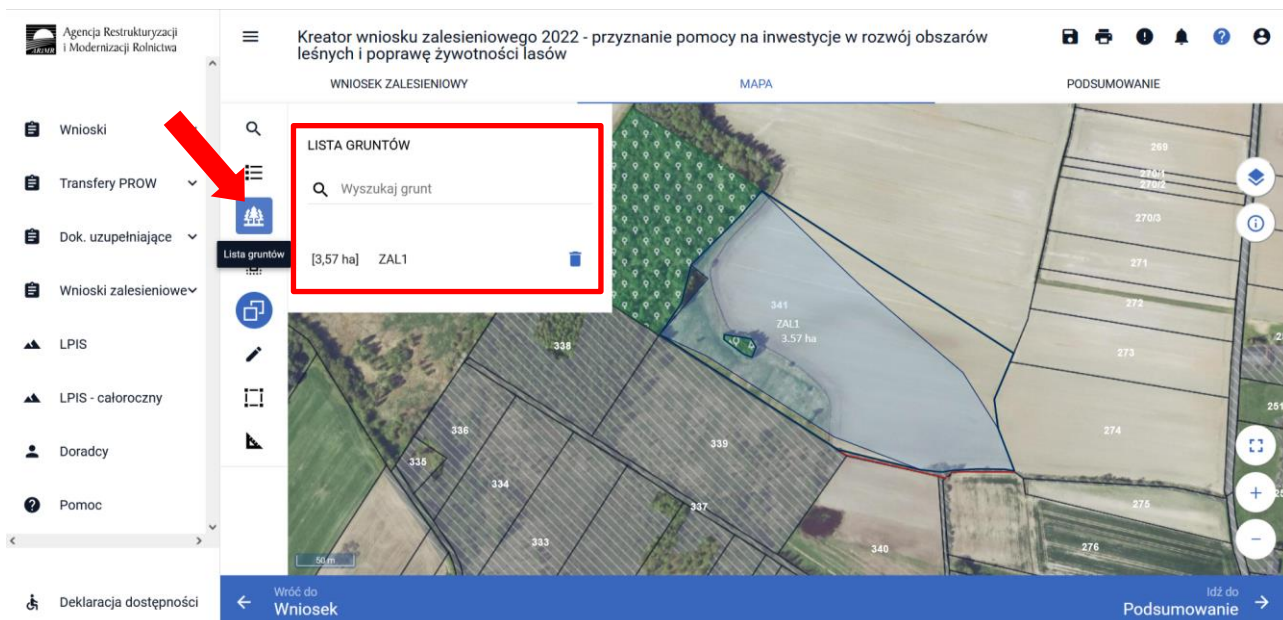 Agencja Restrukturyzacji
i Modernizacji Rolnictwa
ARiMR
Kreator wniosku zalesieniowego 2022 - przyznanie pomocy na inwestycje w rozwój obszarów
leśnych i poprawę żywotności lasów
WNIOSEK ZALESIENIOWY
MAPA
PODSUMOWANIE
Wnioski
Transfery PROW
Dok. uzupełniające
Wnioski zalesieniowe
LPIS
LPIS - całoroczny
Doradcy
Pomoc
Deklaracja dostępności
Lista gruntów
LISTA GRUNTÓW
Wyszukaj grunt
[3,57 ha] ZAL1
269
270/1
270/2
270/3
271
272
273
274
275
276
341
ZAL1
3.57 ha
338
336
335
334
333
339
337
340
251
50 m
Wróć do
Wniosek
Idź do
Podsumowanie